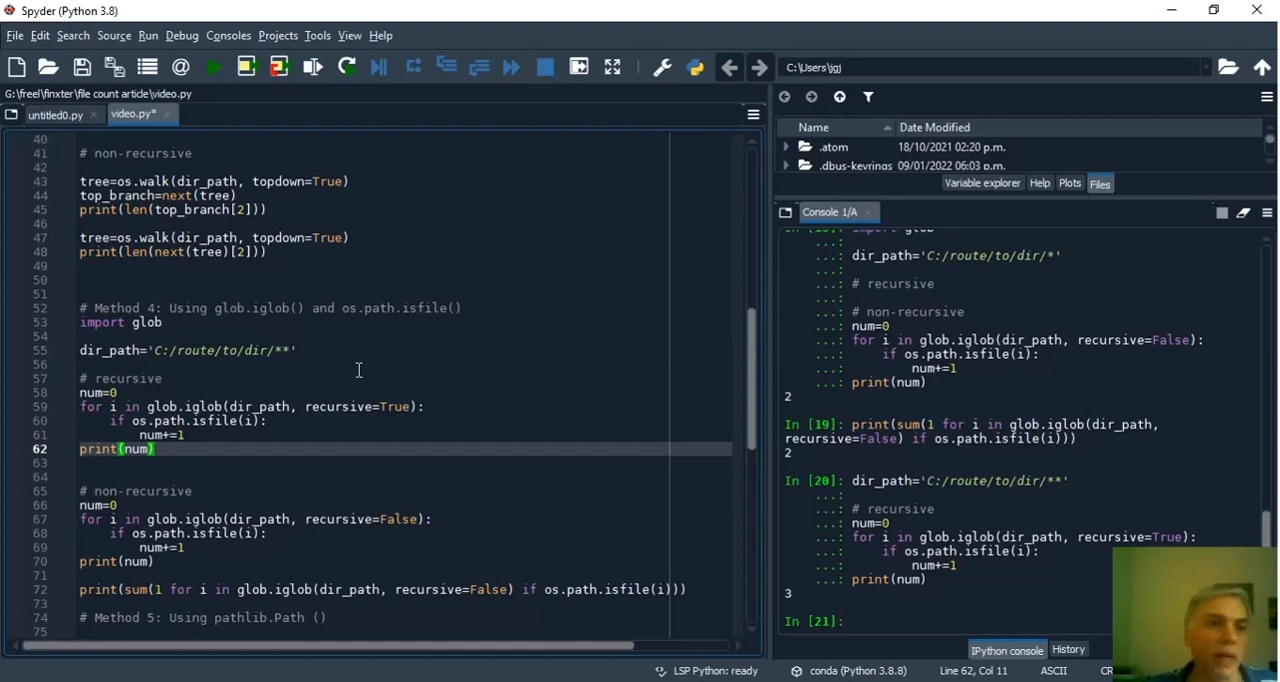 Spyder (Python 3.8)
File Edit Search Source Run Debug Consoles Projects Tools View Help
C:\Users\jgj
G:\freel\finxter\file count article\video.py
untitled0.py video.py*
40
41 # non-recursive
42
43 tree=os.walk(dir_path, topdown=True)
44 top_branch=next(tree)
45 print(len(top_branch[2]))
46
47 tree=os.walk(dir_path, topdown=True)
48 print(len(next(tree)[2]))
49
50
51
52 # Method 4: Using glob.iglob() and os.path.isfile()
53 import glob
54
55 dir_path='C:/route/to/dir/**'
56
57 # recursive
58 num=0
59 for i in glob.iglob(dir_path, recursive=True):
60 if os.path.isfile(i):
61 num+=1
62 print(num)
63
64
65 # non-recursive
66 num=0
67 for i in glob.iglob(dir_path, recursive=False):
68 if os.path.isfile(i):
69 num+=1
70 print(num)
71
72 print(sum(1 for i in glob.iglob(dir_path, recursive=False) if os.path.isfile(i)))
73
74 # Method 5: Using pathlib.Path ()
75
Name Date Modified
.atom 18/10/2021 02:20 p.m.
.dbus-keyrings 09/01/2022 06:03 p.m.
Variable explorer Help Plots Files
Console 1/A
...:
...: dir_path='C:/route/to/dir/*'
...:
...: # recursive
...:
...: # non-recursive
...: num=0
...: for i in glob.iglob(dir_path, recursive=False):
...: if os.path.isfile(i):
...: num+=1
...: print(num)
2
In [19]: print(sum(1 for i in glob.iglob(dir_path,
recursive=False) if os.path.isfile(i)))
2
In [20]: dir_path='C:/route/to/dir/**'
...:
...: # recursive
...: num=0
...: for i in glob.iglob(dir_path, recursive=True):
...: if os.path.isfile(i):
...: num+=1
...: print(num)
3
In [21]:
IPython console History
LSP Python: ready conda (Python 3.8.8) Line 62, Col 11 ASCII